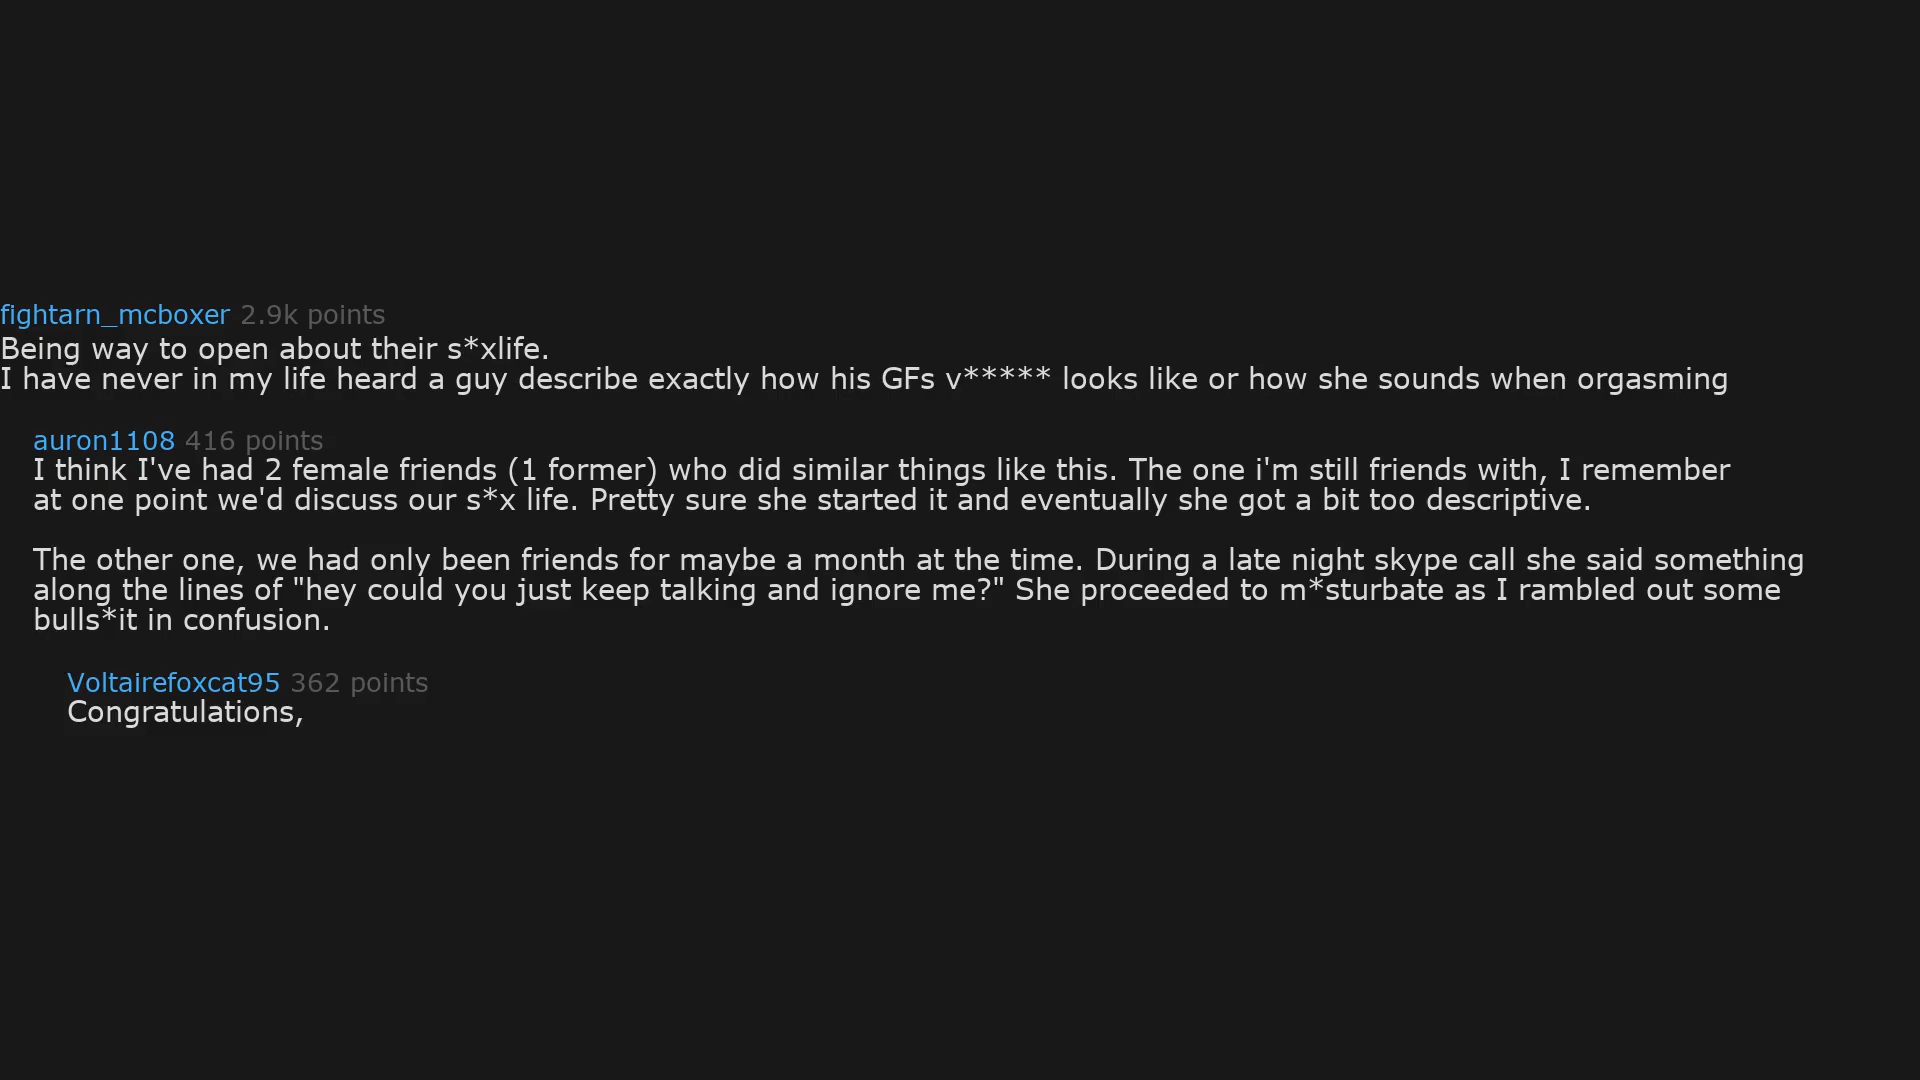 fightarn_mcboxer 2.9k points
Being way to open about their s*xlife.
I have never in my life heard a guy describe exactly how his GFs v***** looks like or how she sounds when orgasming
auron1108 416 points
I think I've had 2 female friends (1 former) who did similar things like this. The one i'm still friends with, I remember
at one point we'd discuss our s*x life. Pretty sure she started it and eventually she got a bit too descriptive.
The other one, we had only been friends for maybe a month at the time. During a late night skype call she said something
along the lines of "hey could you just keep talking and ignore me?" She proceeded to m*sturbate as I rambled out some
bulls*it in confusion.
Voltairefoxcat95 362 points
Congratulations,